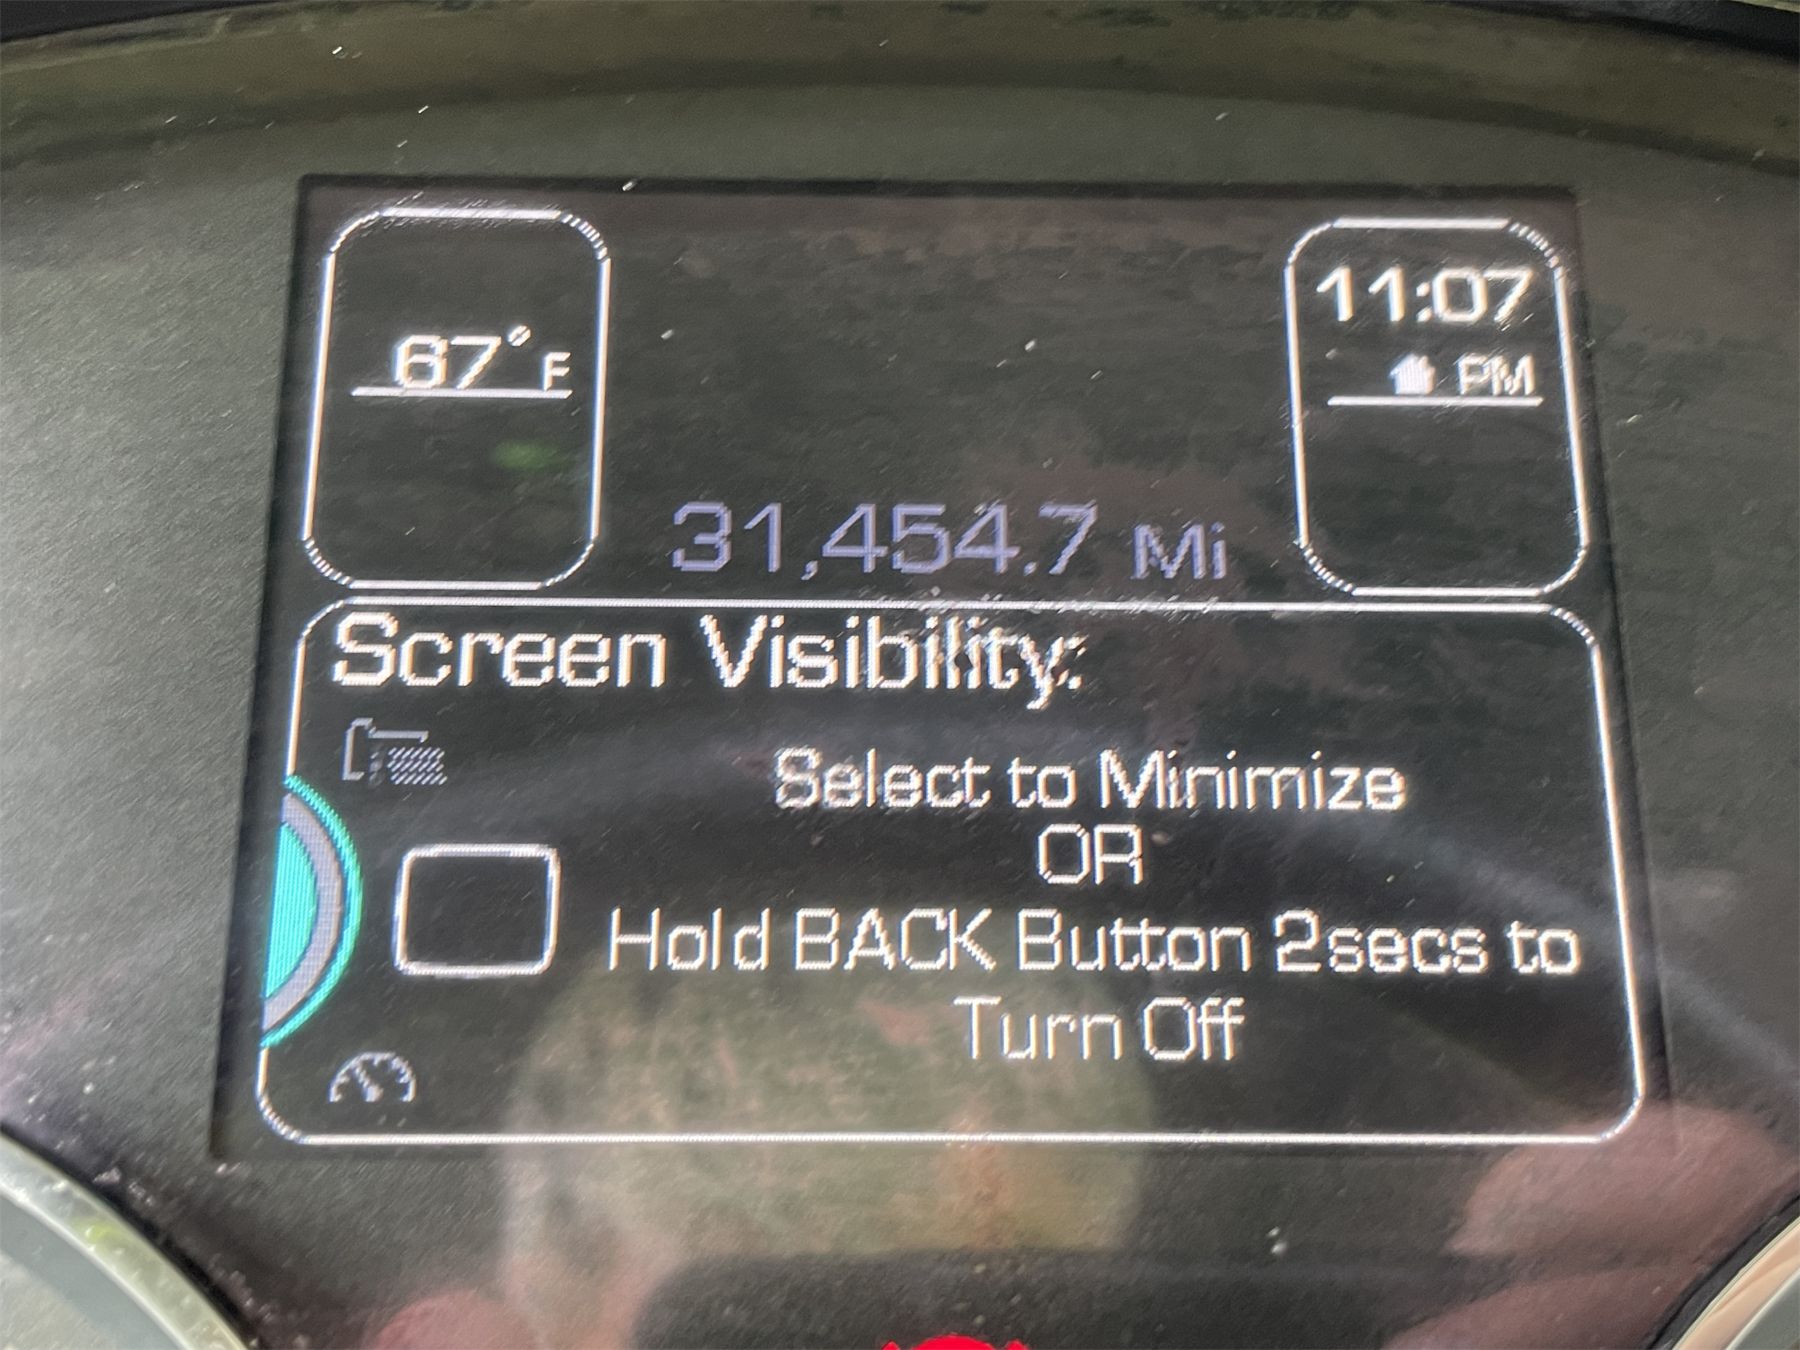 67° F
11:07
PM
31,454.7 Mi
Screen Visibility:
Select to Minimize
OR
Hold BACK Button 2secs to
Turn Off